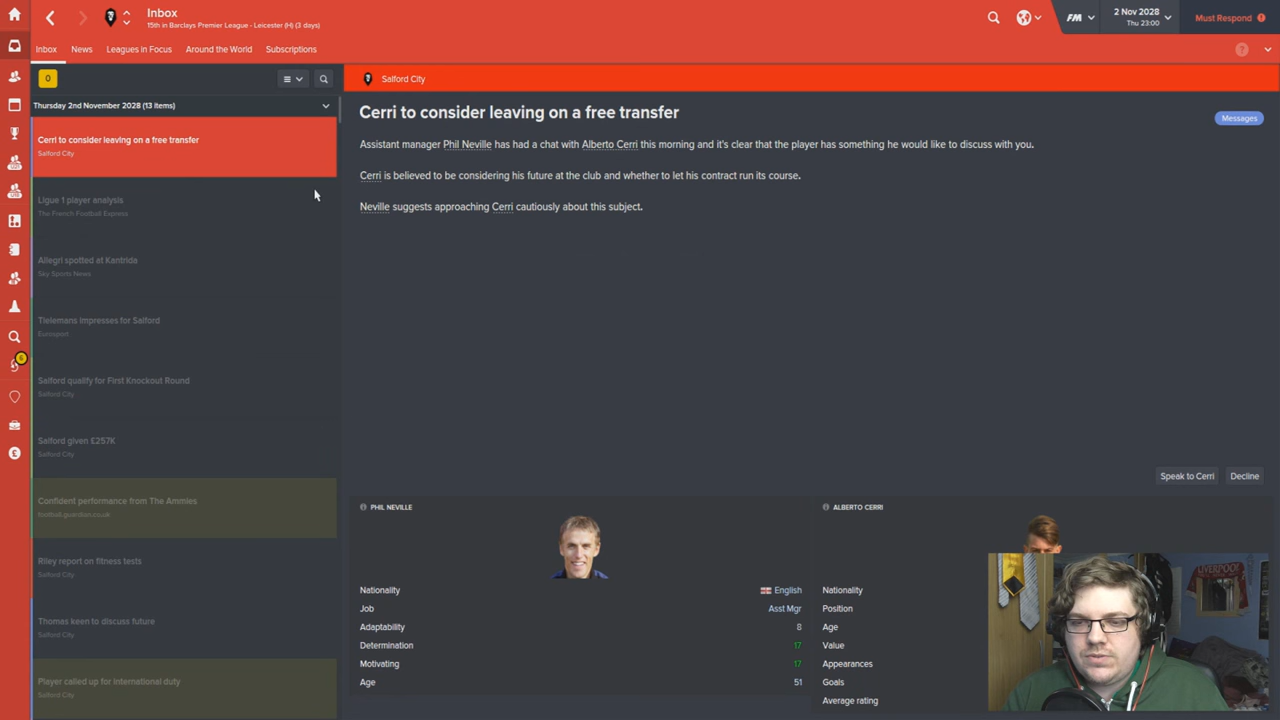 Inbox
15th in Barclays Premier League - Leicester (H) (3 days)
FM
2 Nov 2028
Thu 23:00
Must Respond
Inbox
News
Leagues in Focus
Around the World
Subscriptions
0
Salford City
Thursday 2nd November 2028 (13 items)
Cerri to consider leaving on a free transfer
Salford City
Ligue 1 player analysis
The French Football Express
Allegri spotted at Kantrida
Sky Sports News
Tielemans impresses for Salford
Eurosport
Salford qualify for First Knockout Round
Salford City
Salford given £257K
Salford City
Confident performance from The Ammies
football.guardian.co.uk
Riley report on fitness tests
Salford City
Thomas keen to discuss future
Salford City
Player called up for international duty
Salford City
Cerri to consider leaving on a free transfer
Messages
Assistant manager Phil Neville has had a chat with Alberto Cerri this morning and it's clear that the player has something he would like to discuss with you.
Cerri is believed to be considering his future at the club and whether to let his contract run its course.
Neville suggests approaching Cerri cautiously about this subject.
Speak to Cerri
Decline
PHIL NEVILLE
Nationality
English
Job
Asst Mgr
Adaptability
8
Determination
17
Motivating
17
Age
51
ALBERTO CERRI
Nationality
Position
Age
Value
Appearances
Goals
Average rating
LIVERPOOL